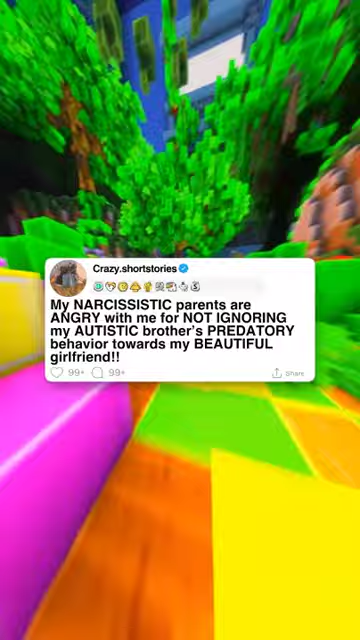 Crazy.shortstories
My NARCISSISTIC parents are
ANGRY with me for NOT IGNORING
my AUTISTIC brother's PREDATORY
behavior towards my BEAUTIFUL
girlfriend!!
99+ 99+ Share